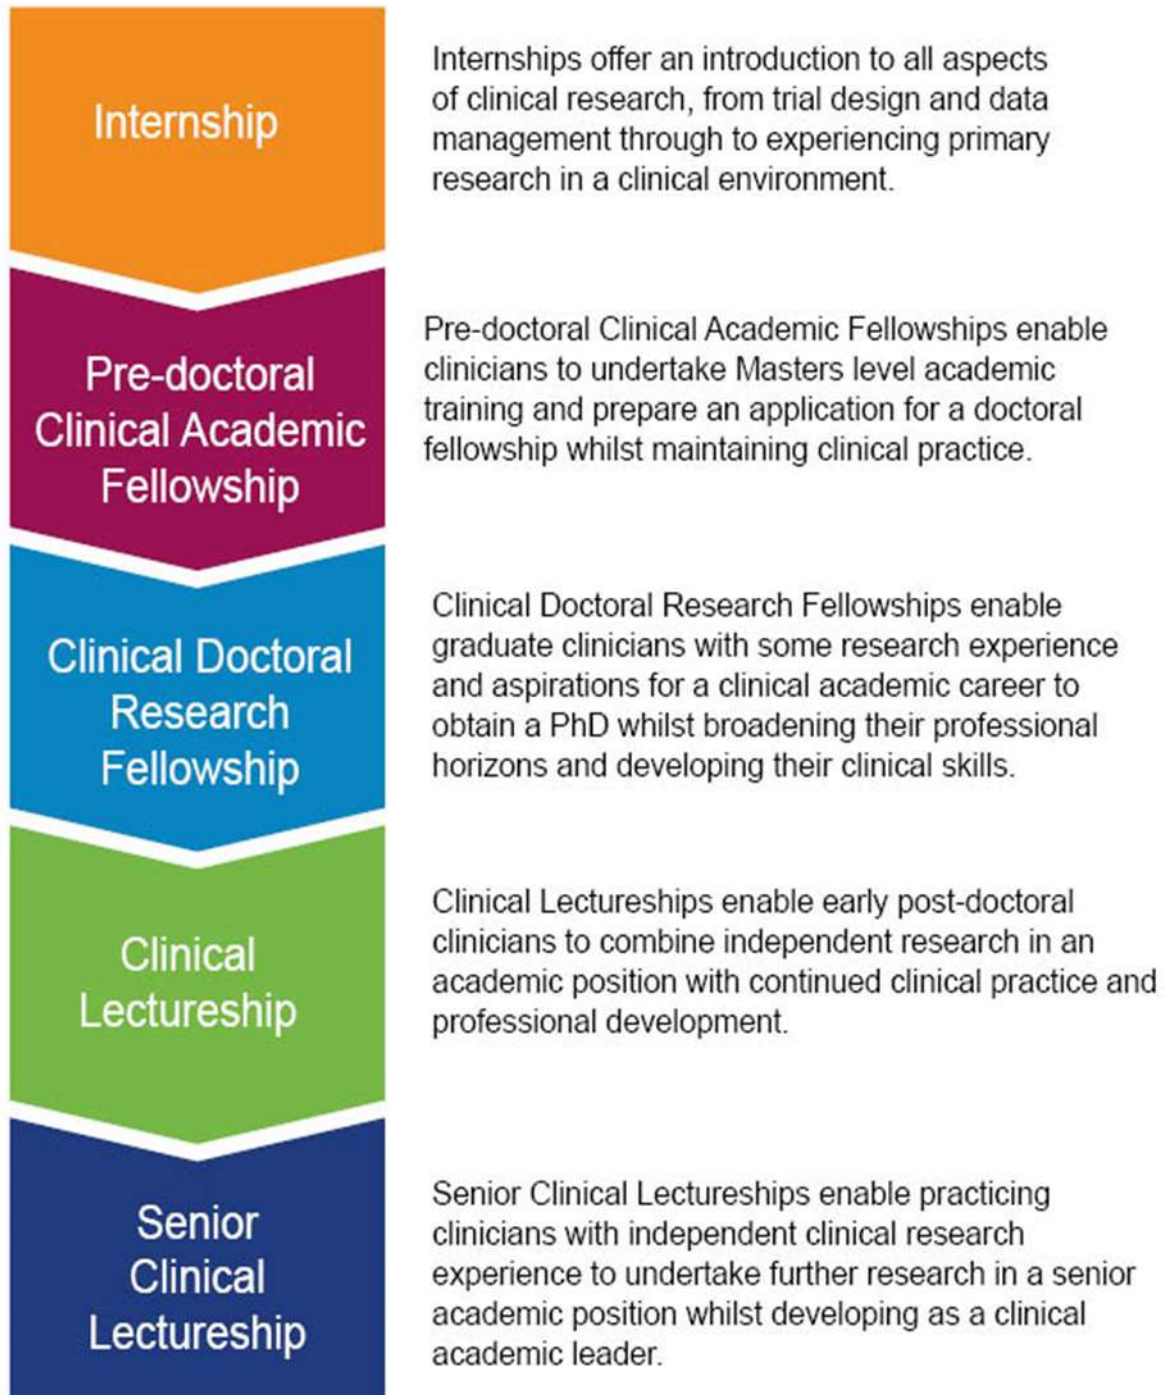 Internship
Internships offer an introduction to all aspects
of clinical research, from trial design and data
management through to experiencing primary
research in a clinical environment.
Pre-doctoral
Clinical Academic
Fellowship
Pre-doctoral Clinical Academic Fellowships enable
clinicians to undertake Masters level academic
training and prepare an application for a doctoral
fellowship whilst maintaining clinical practice.
Clinical Doctoral
Research
Fellowship
Clinical Doctoral Research Fellowships enable
graduate clinicians with some research experience
and aspirations for a clinical academic career to
obtain a PhD whilst broadening their professional
horizons and developing their clinical skills.
Clinical
Lectureship
Clinical Lectureships enable early post-doctoral
clinicians to combine independent research in an
academic position with continued clinical practice and
professional development.
Senior
Clinical
Lectureship
Senior Clinical Lectureships enable practicing
clinicians with independent clinical research
experience to undertake further research in a senior
academic position whilst developing as a clinical
academic leader.